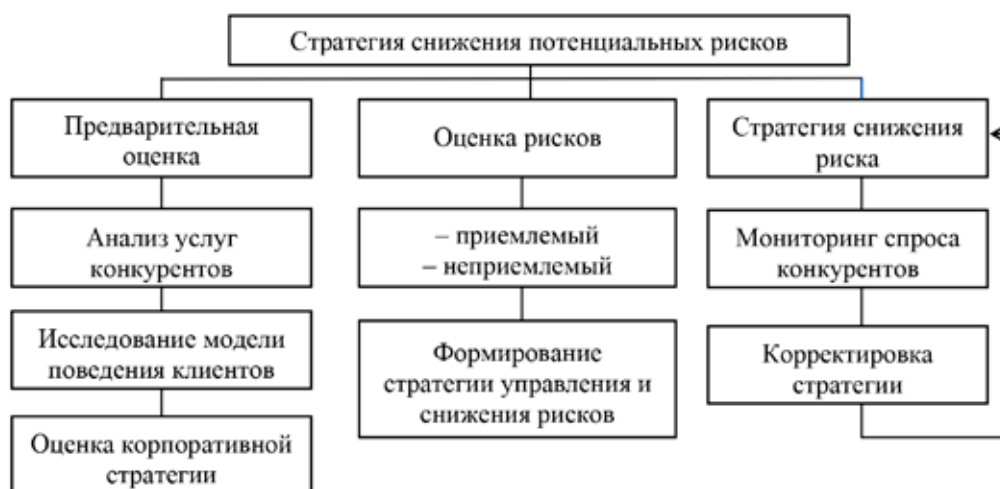 Стратегия снижения потенциальных рисков
Предварительная
оценка
Анализ услуг
конкурентов
Исследование модели
поведения клиентов
Оценка корпоративной
стратегии
Оценка рисков
– приемлемый
– неприемлемый
Формирование
стратегии управления и
снижения рисков
Стратегия снижения
риска
Мониторинг спроса
конкурентов
Корректировка
стратегии